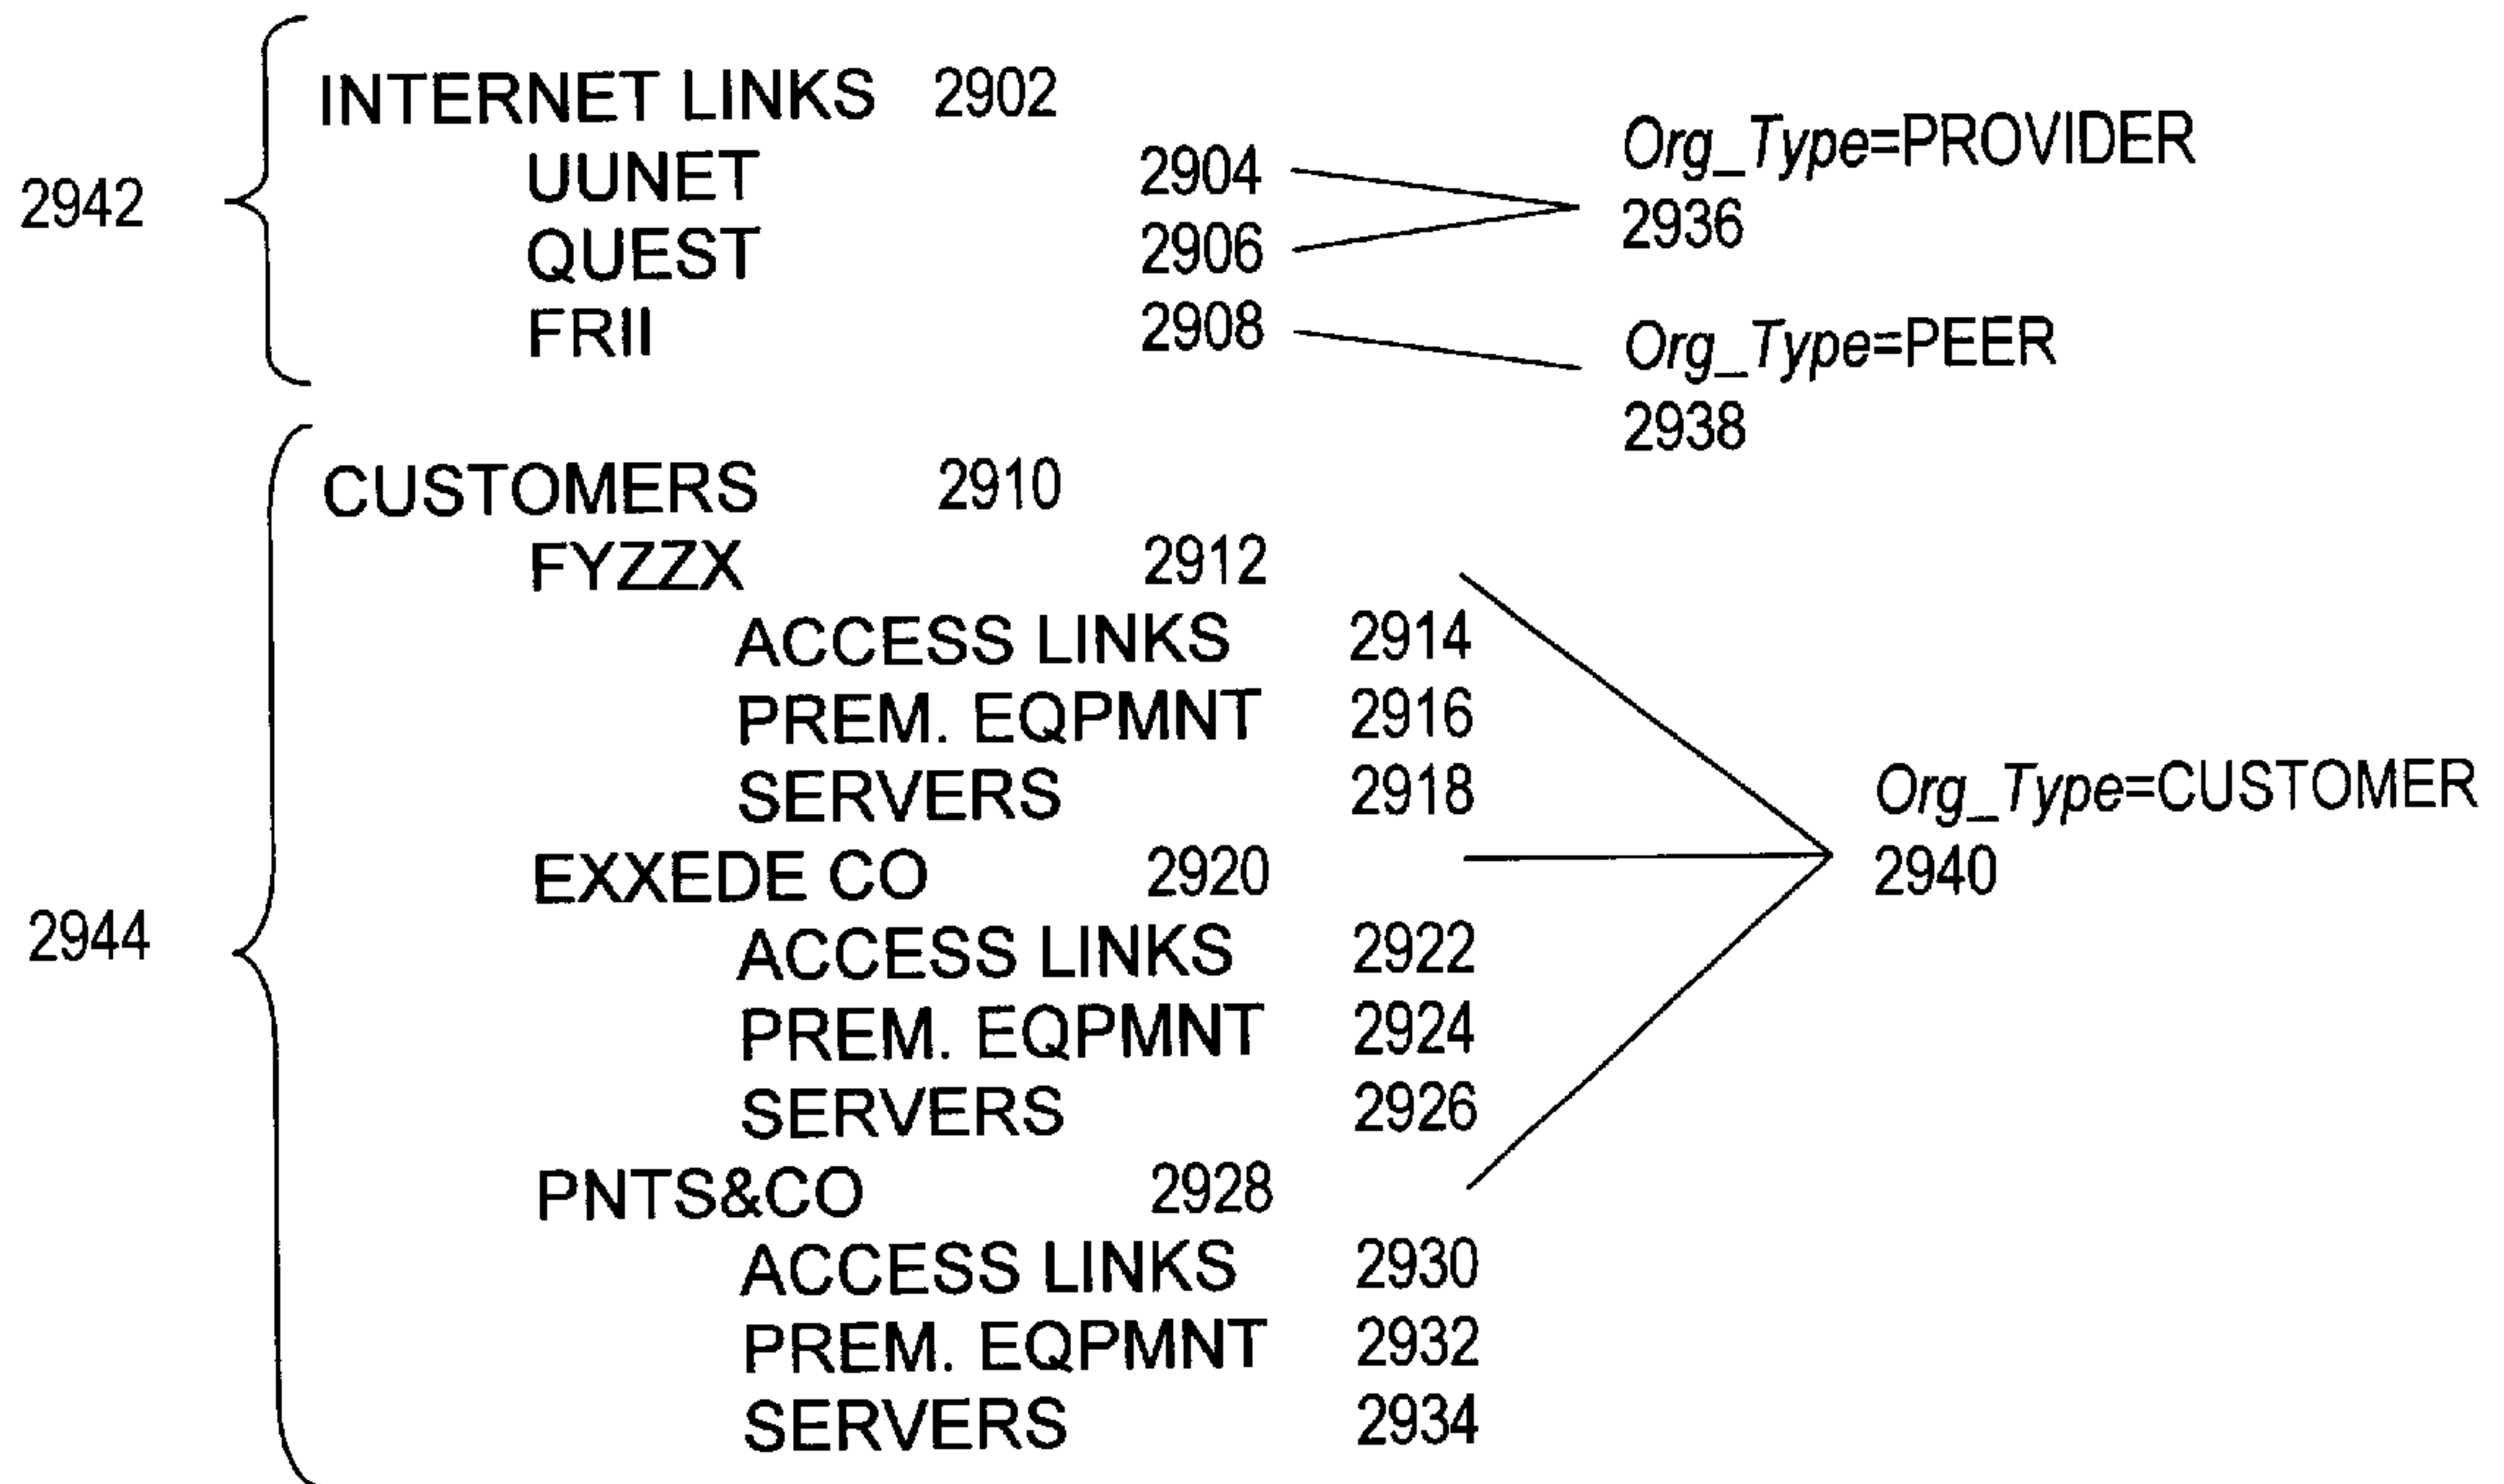 INTERNET LINKS 2902
Org_Type=PROVIDER
UUNET 2904
2942
2936
QUEST 2906
FRII 2908
Org_Type=PEER
2938
CUSTOMERS 2910
FYZZX 2912
ACCESS LINKS 2914
PREM. EQPMNT 2916
SERVERS 2918
Org_Type=CUSTOMER
EXXEDE CO 2920
2940
2944
ACCESS LINKS 2922
PREM. EQPMNT 2924
SERVERS 2926
PNTS&CO 2928
ACCESS LINKS 2930
PREM. EQPMNT 2932
SERVERS 2934